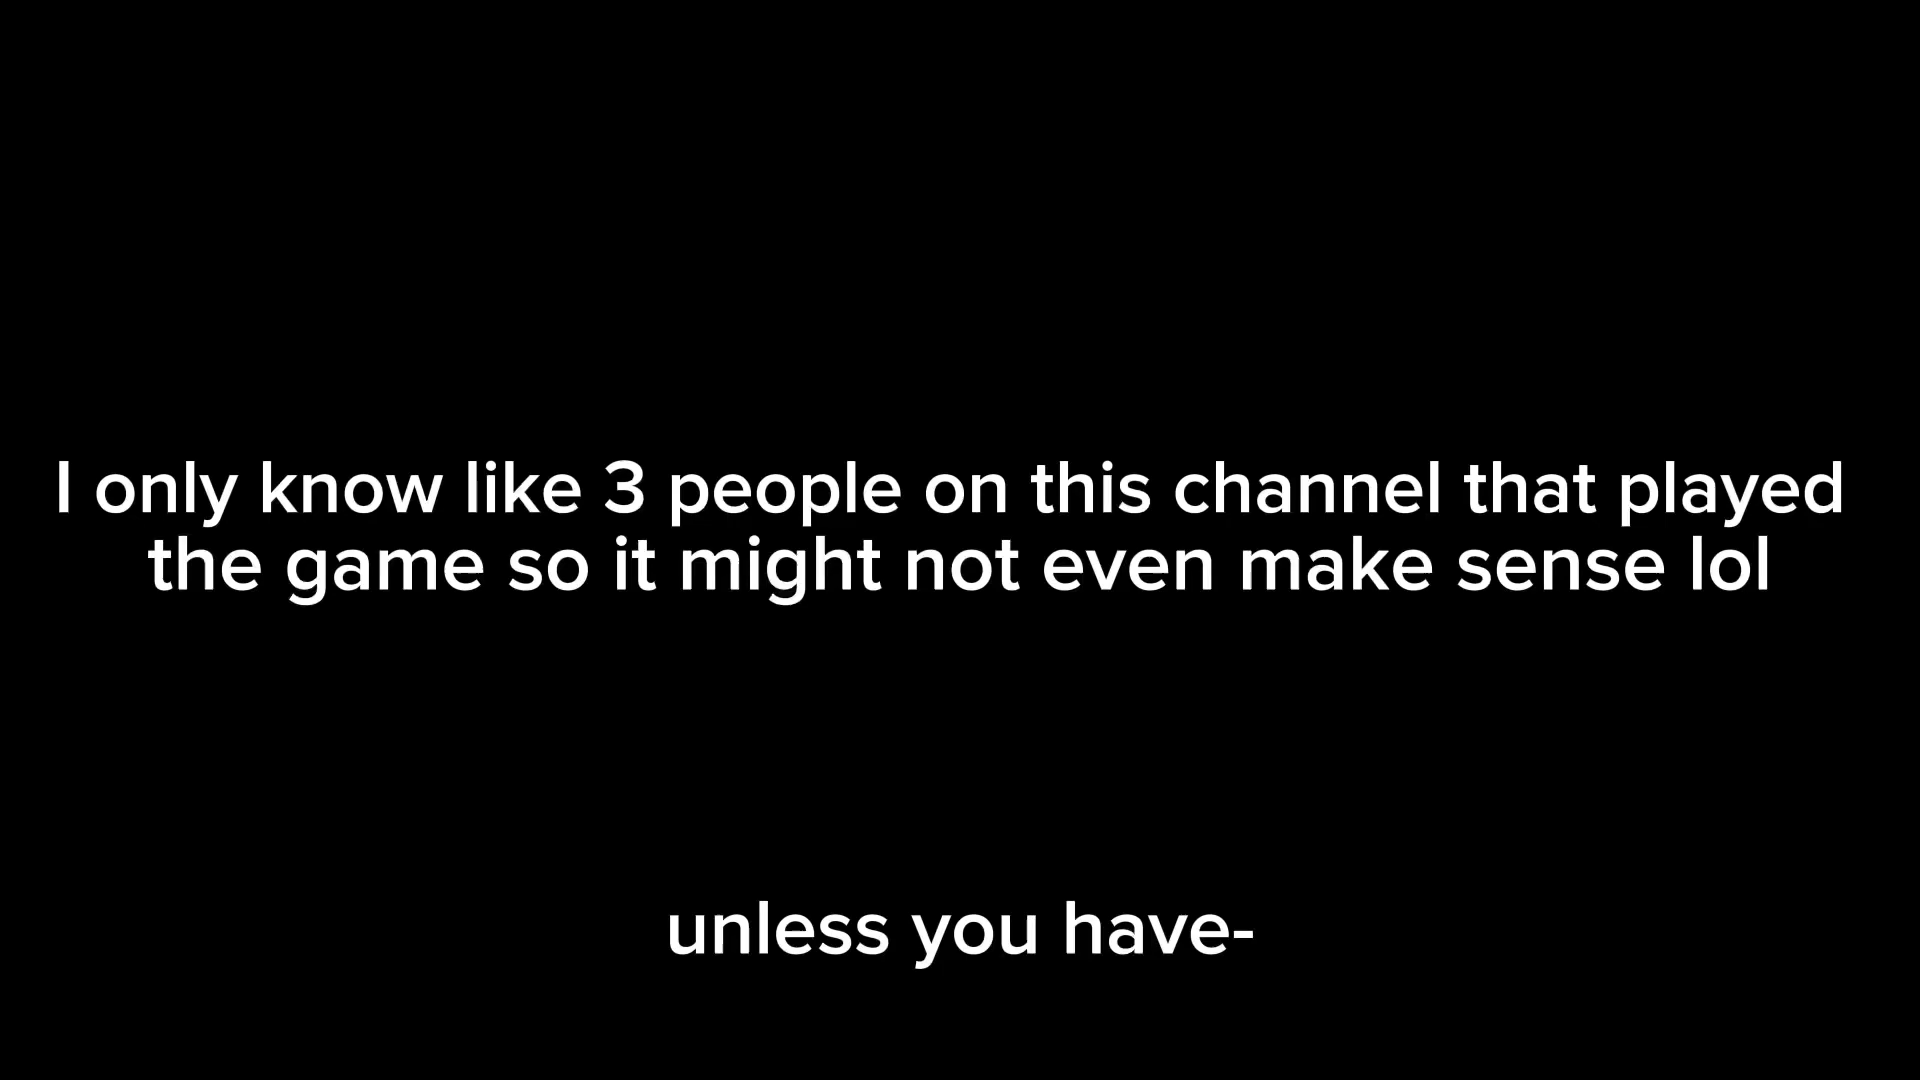 I only know like 3 people on this channel that played
the game so it might not even make sense lol
unless you have-